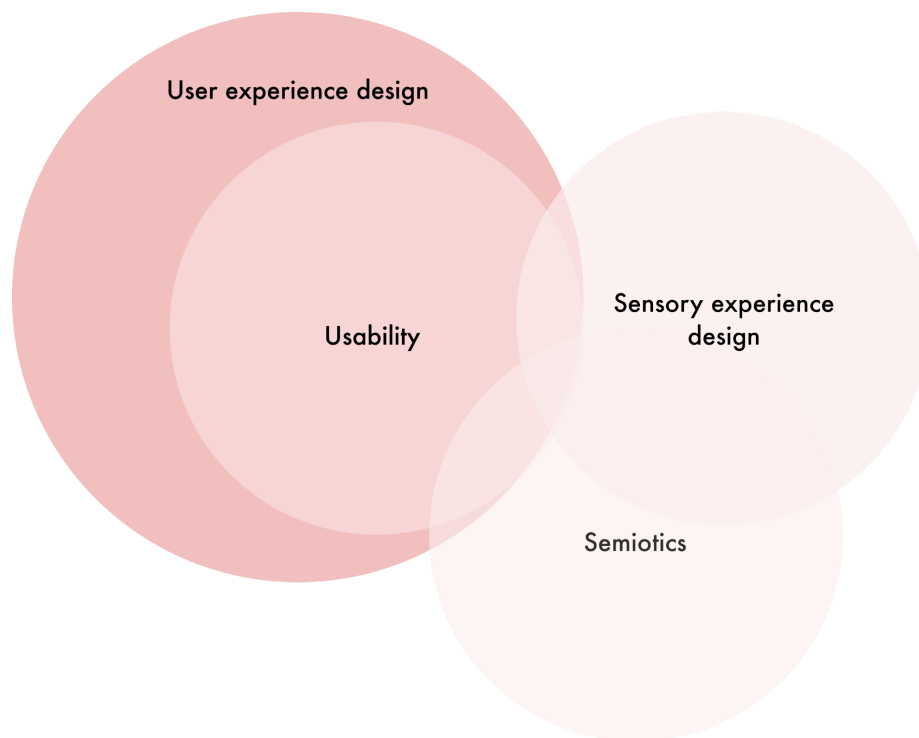 User experience design
Usability
Sensory experience
design
Semiotics